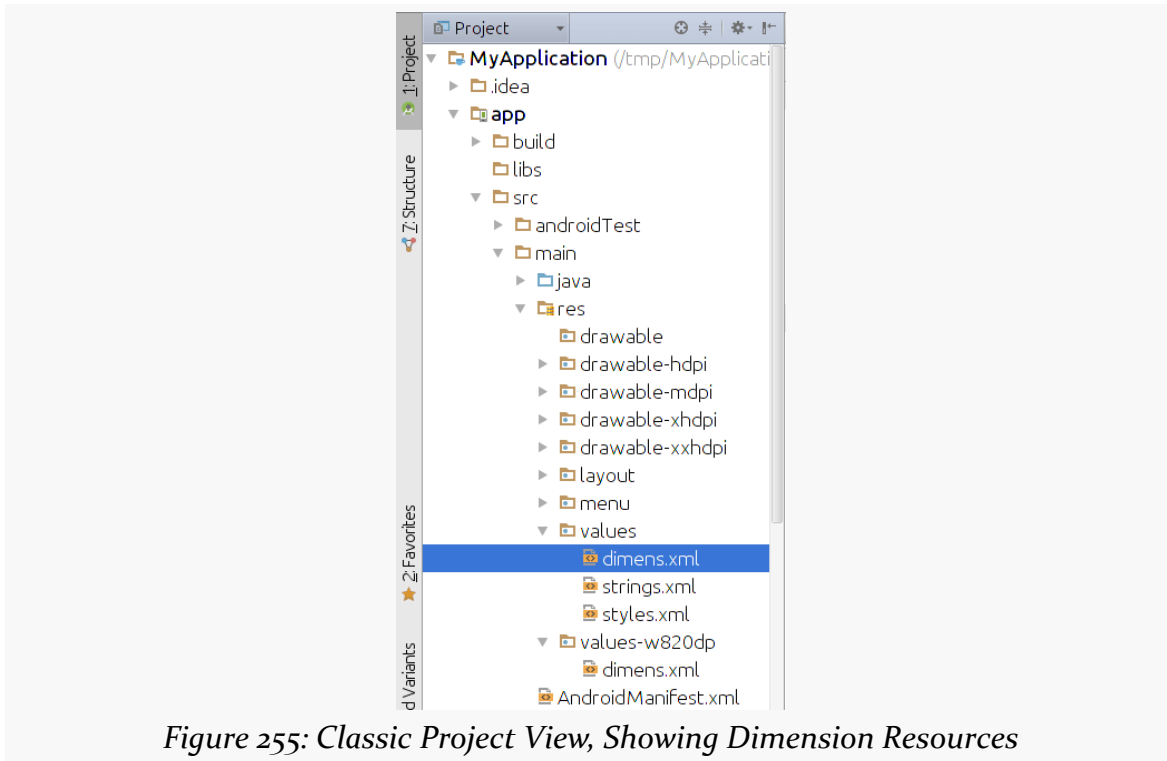 Project
MyApplication (/tmp/MyApplicati
.idea
app
build
libs
src
androidTest
main
java
res
drawable
drawable-hdpi
drawable-mdpi
drawable-xhdpi
drawable-xxhdpi
layout
menu
values
dimens.xml
strings.xml
styles.xml
values-w820dp
dimens.xml
AndroidManifest.xml
1: Project
7: Structure
2: Favorites
d Variants
Figure 255: Classic Project View, Showing Dimension Resources